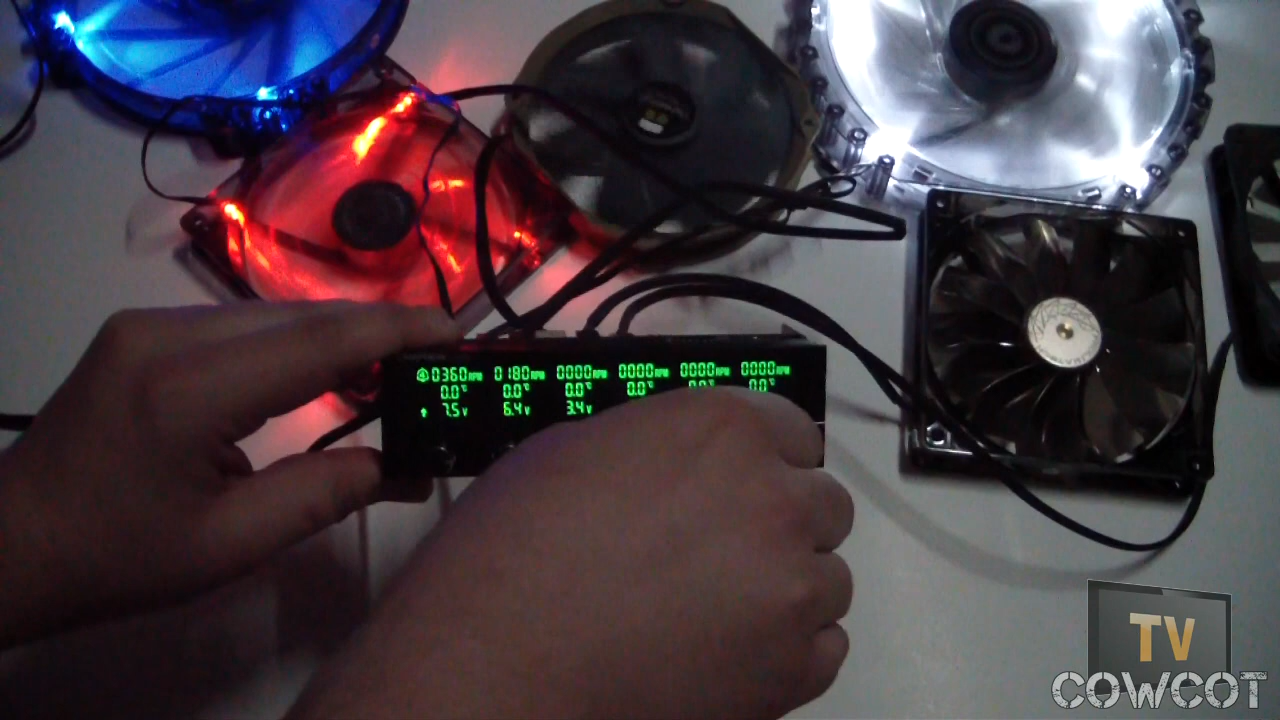 0360RPM 0180RPM 0000RPM 0000RPM 0000RPM 0000RPM
0.0°C 0.0°C 0.0°C 0.0°C 0.0°C 0.0°C
7.5V 6.4V 3.4V
TV
COWCOT